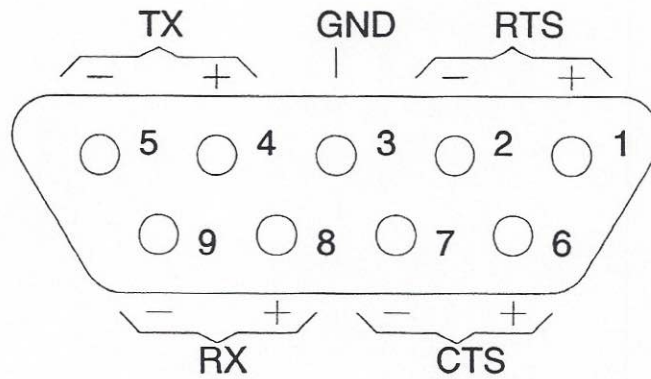 TX GND RTS
− + − +
5 4 3 2 1
9 8 7 6
− + − +
RX CTS